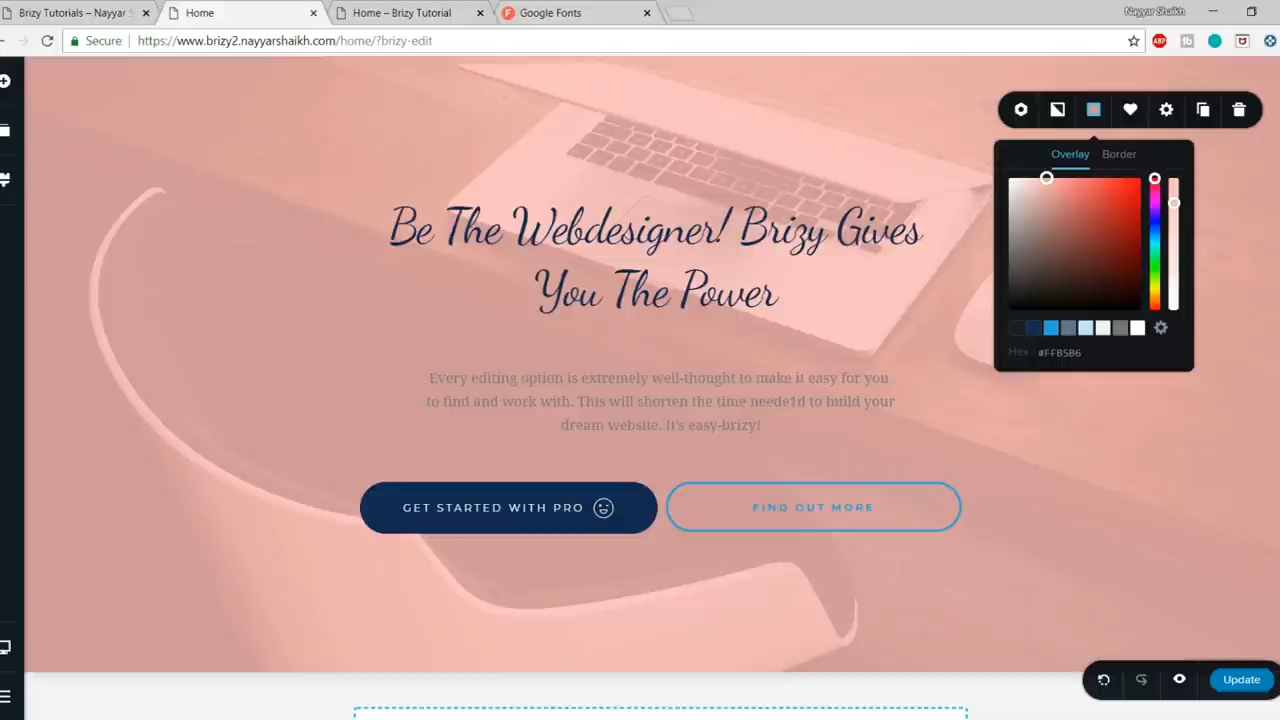 Brizy Tutorials – Nayyar S
Home
Home – Brizy Tutorial
Google Fonts
Nayyar Shaikh
Secure
https://www.brizy2.nayyarshaikh.com/home/?brizy-edit
ABP
Overlay Border
Be The Webdesigner! Brizy Gives
You The Power
Hex #FFB5B6
Every editing option is extremely well-thought to make it easy for you
to find and work with. This will shorten the time neede1d to build your
dream website. It's easy-brizy!
GET STARTED WITH PRO
FIND OUT MORE
Update